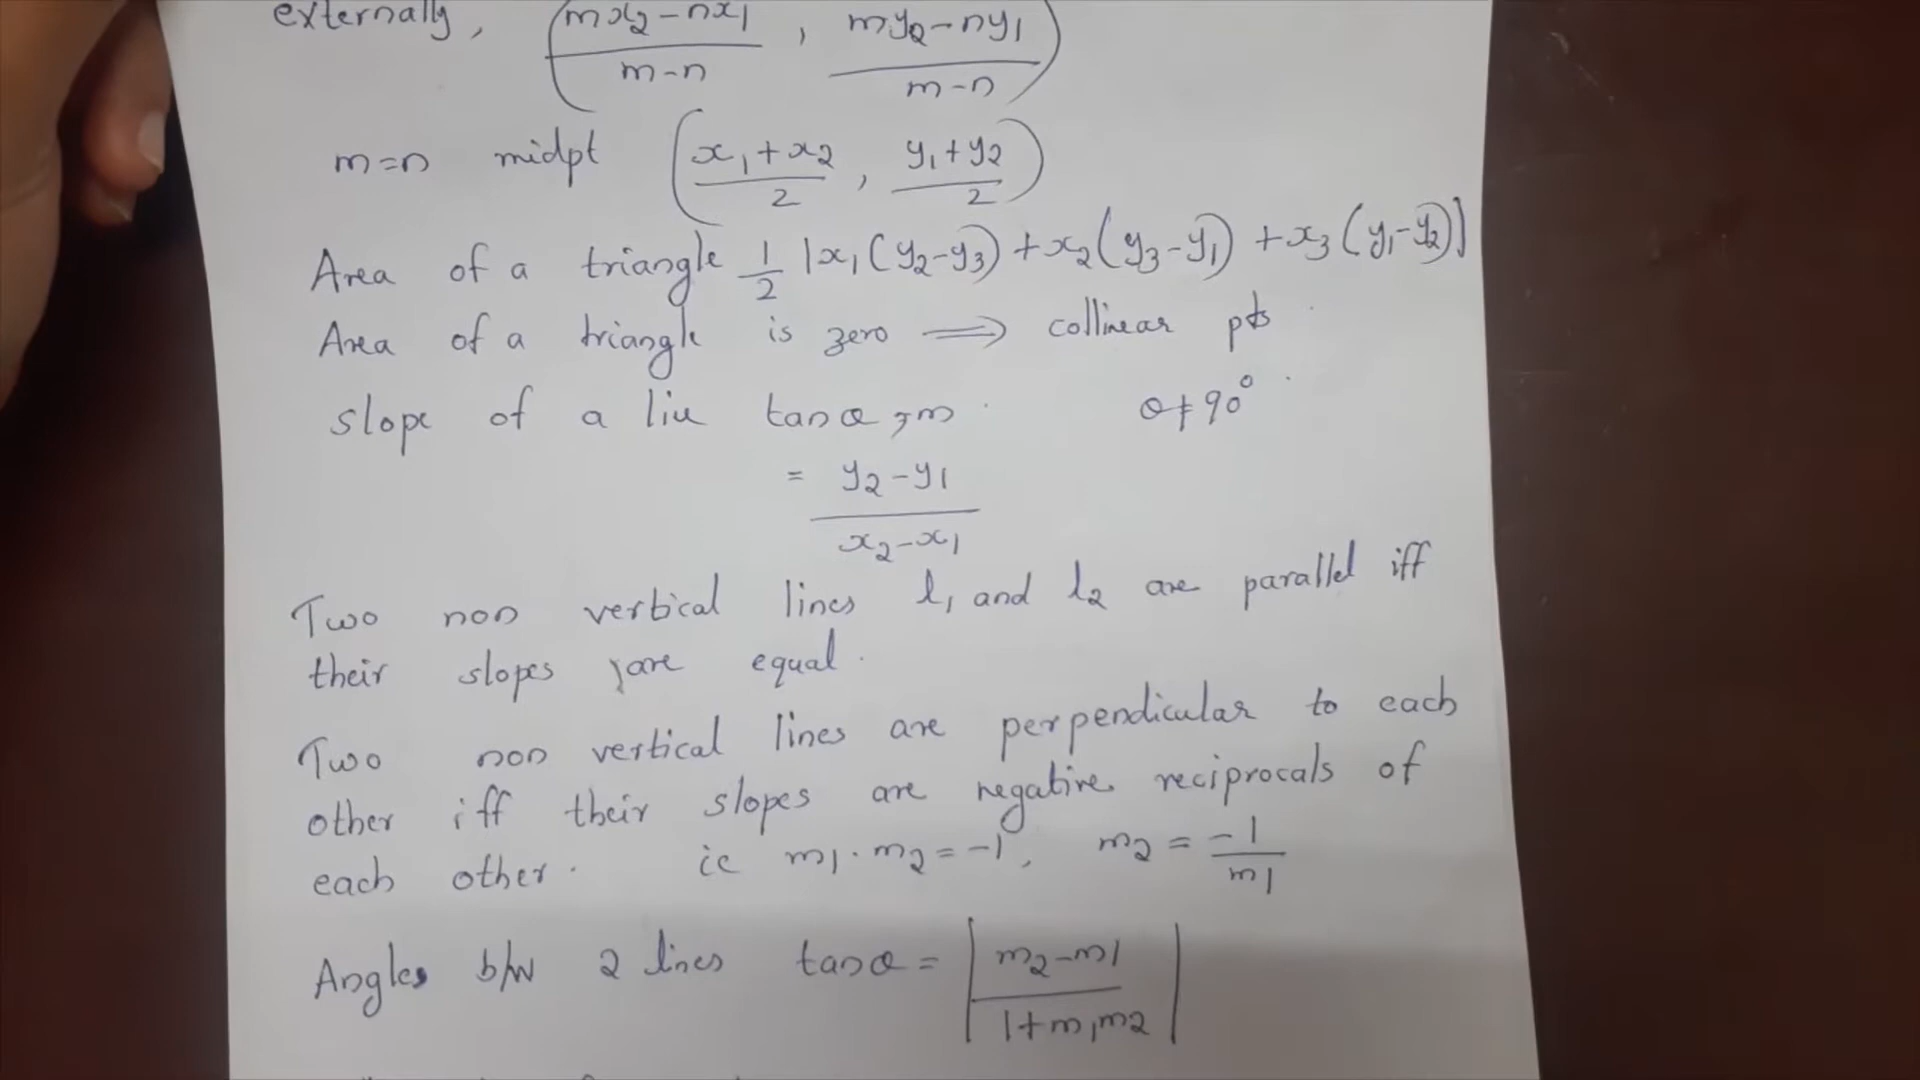 externally, (mx2-nx1/m-n, my2-ny1/m-n)
m=n midpt (x1+x2/2, y1+y2/2)
Area of a triangle 1/2 |x1(y2-y3)+x2(y3-y1)+x3(y1-y2)|
Area of a triangle is zero ⟹ collinear pts
slope of a line tanθ = m. θ≠90°
= y2-y1/x2-x1
Two non vertical lines l1 and l2 are parallel iff
their slopes are equal.
Two non vertical lines are perpendicular to each
other iff their slopes are negative reciprocals of
each other. ie m1.m2=-1, m2=-1/m1
Angles b/w 2 lines tanθ= |m2-m1/1+m1m2|